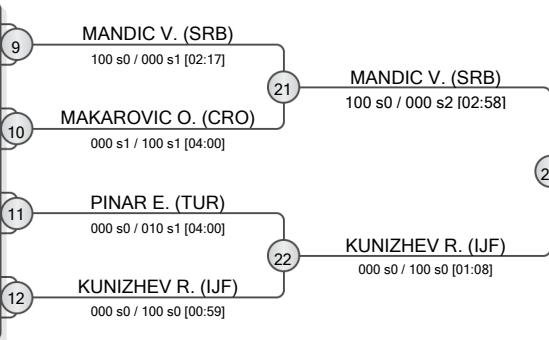 9
MANDIC V. (SRB)
100 s0 / 000 s1 [02:17]
21
MANDIC V. (SRB)
100 s0 / 000 s2 [02:58]
10
MAKAROVIC O. (CRO)
000 s1 / 100 s1 [04:00]
11
PINAR E. (TUR)
000 s0 / 010 s1 [04:00]
22
KUNIZHEV R. (IJF)
000 s0 / 100 s0 [01:08]
12
KUNIZHEV R. (IJF)
000 s0 / 100 s0 [00:59]